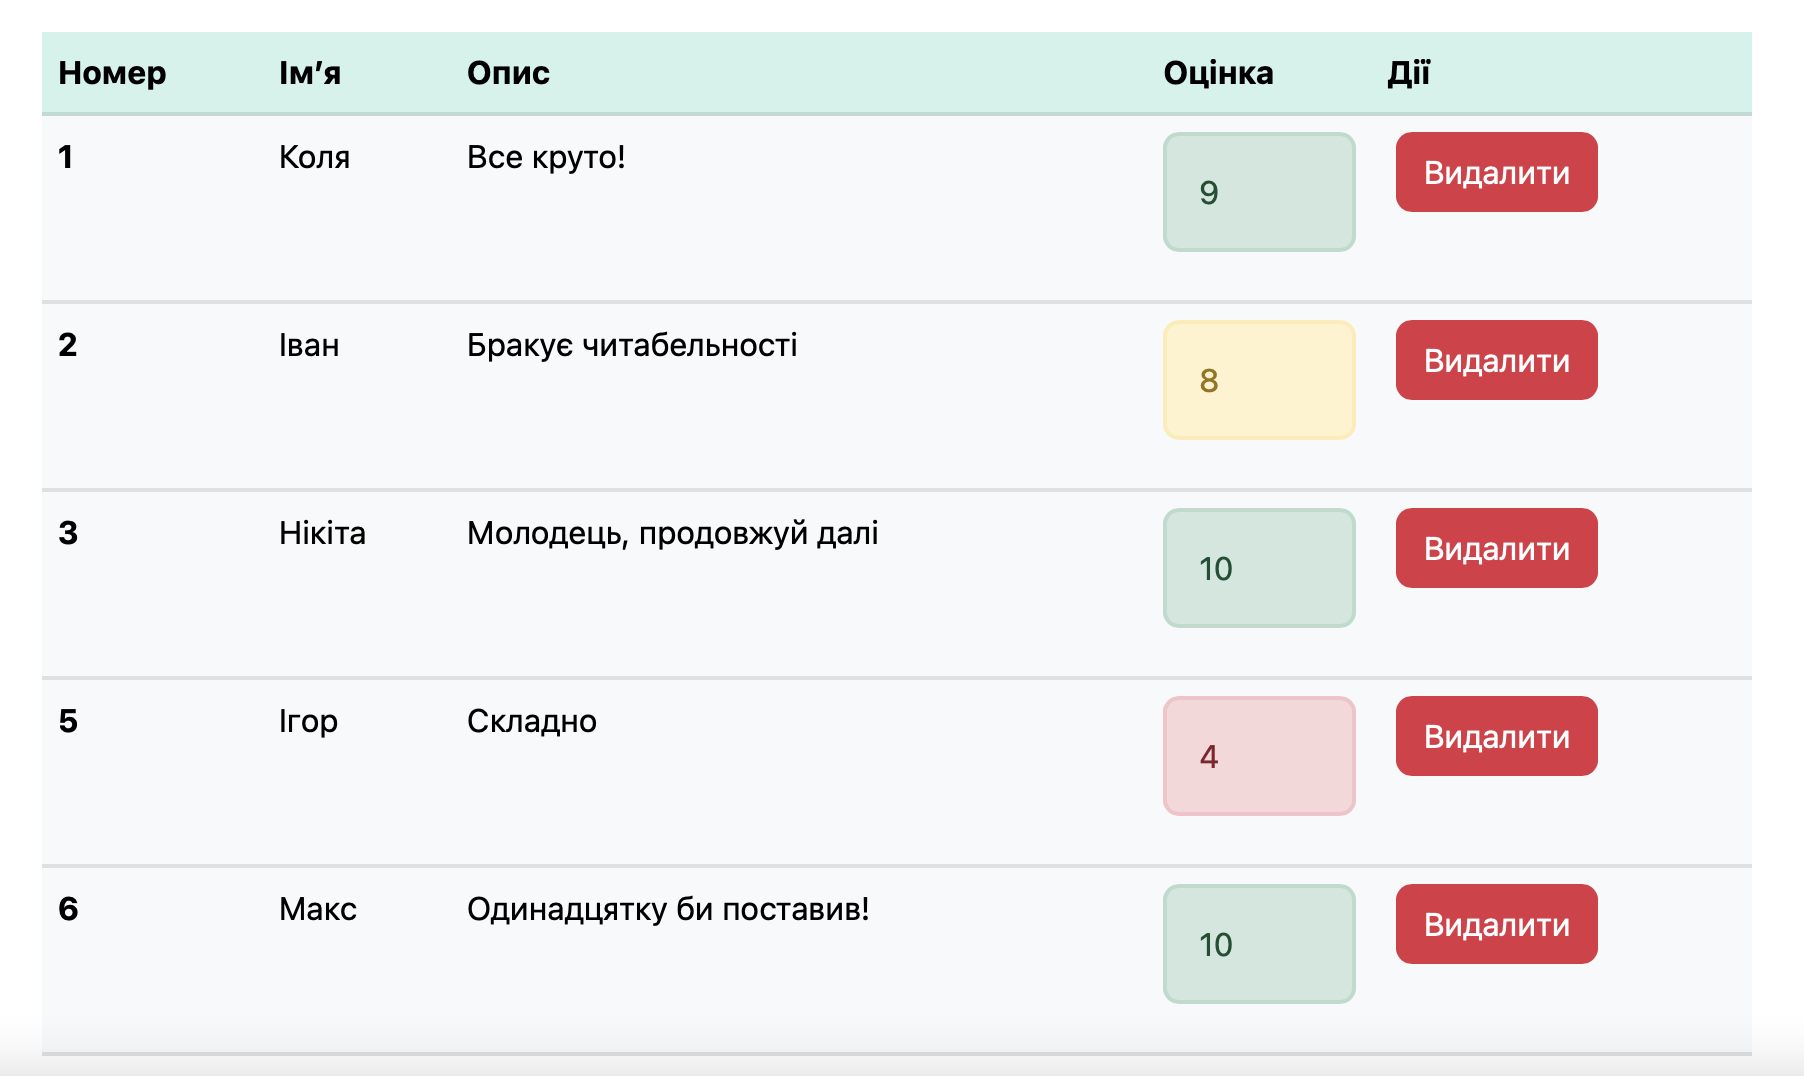 Номер Ім’я Опис Оцінка Дії
1 Коля Все круто! 9 Видалити
2 Іван Бракує читабельності 8 Видалити
3 Нікіта Молодець, продовжуй далі 10 Видалити
5 Ігор Складно 4 Видалити
6 Макс Одинадцятку би поставив! 10 Видалити